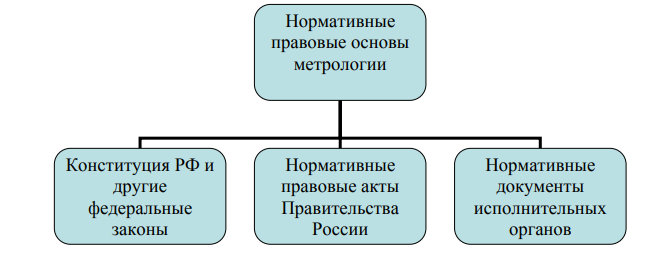 Нормативные
правовые основы
метрологии
Конституция РФ и
другие
федеральные
законы
Нормативные
правовые акты
Правительства
России
Нормативные
документы
исполнительных
органов